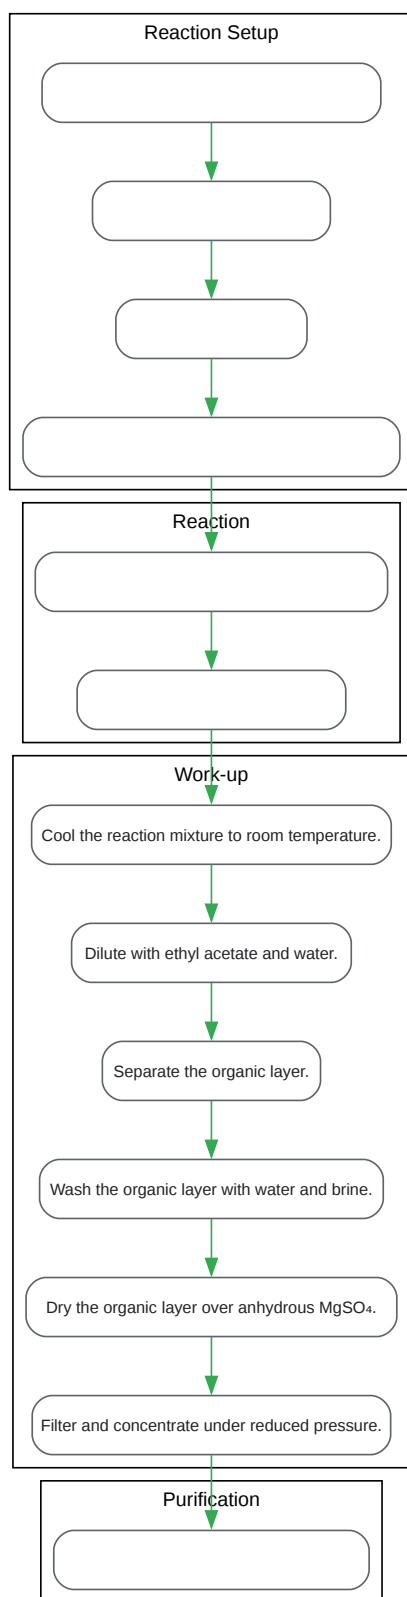 Reaction Setup
Reaction
Work-up
Cool the reaction mixture to room temperature.
Dilute with ethyl acetate and water.
Separate the organic layer.
Wash the organic layer with water and brine.
Dry the organic layer over anhydrous MgSO₄.
Filter and concentrate under reduced pressure.
Purification